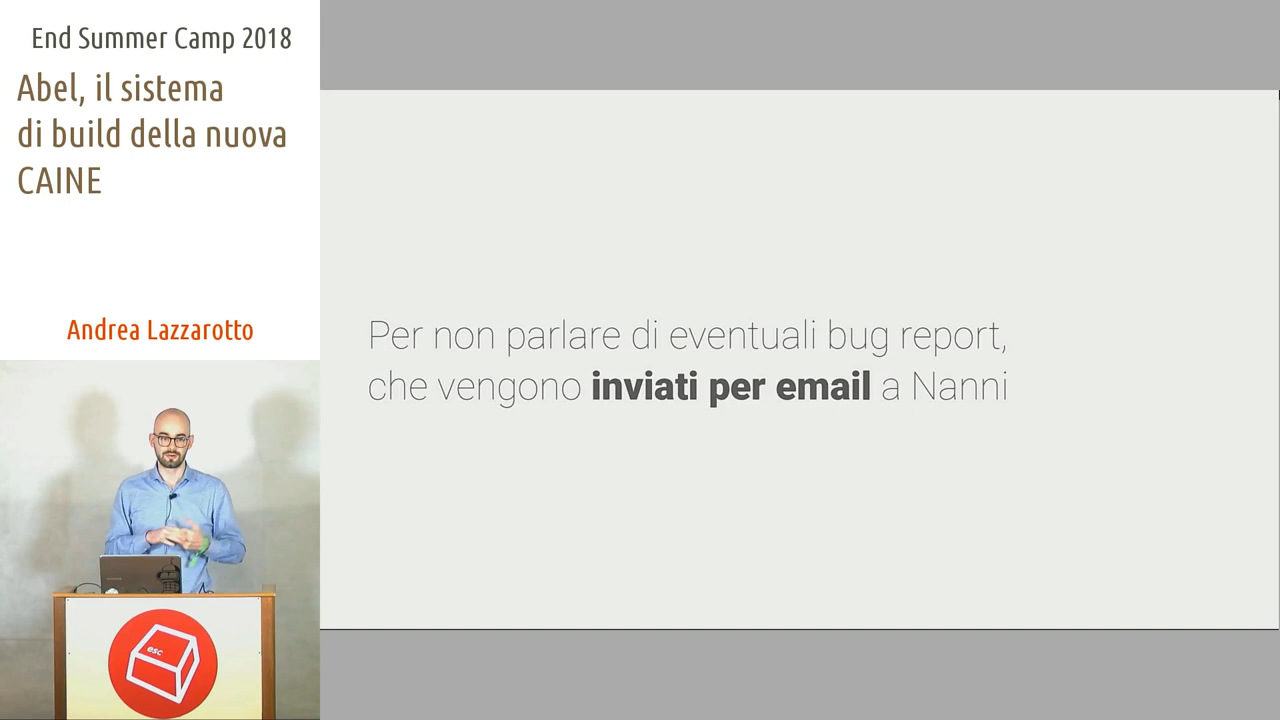 End Summer Camp 2018
Abel, il sistema
di build della nuova
CAINE
Andrea Lazzarotto
Per non parlare di eventuali bug report,
che vengono inviati per email a Nanni
esc